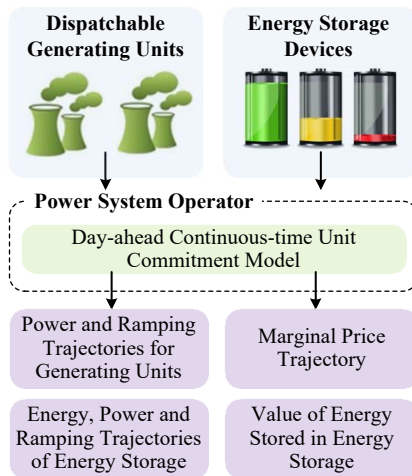 Dispatchable
Generating Units
Energy Storage
Devices
Power System Operator
Day-ahead Continuous-time Unit
Commitment Model
Power and Ramping
Trajectories for
Generating Units
Marginal Price
Trajectory
Energy, Power and
Ramping Trajectories
of Energy Storage
Value of Energy
Stored in Energy
Storage